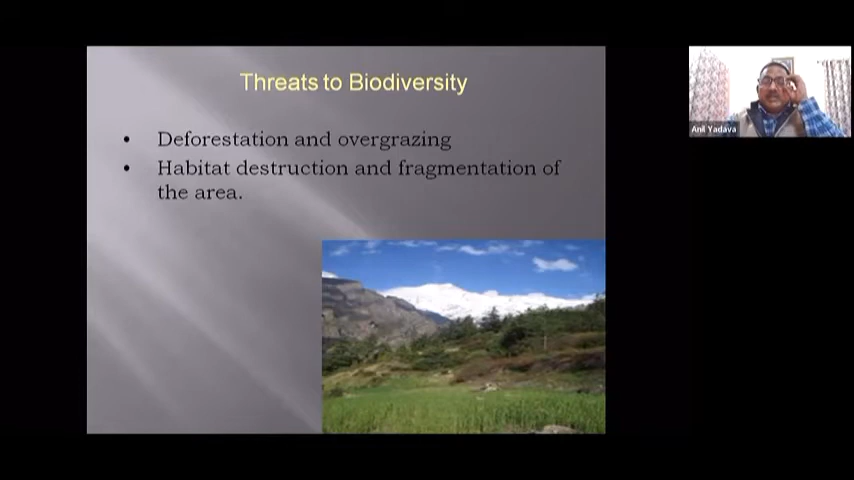 Threats to Biodiversity
• Deforestation and overgrazing
• Habitat destruction and fragmentation of
the area.
Anil Yadava